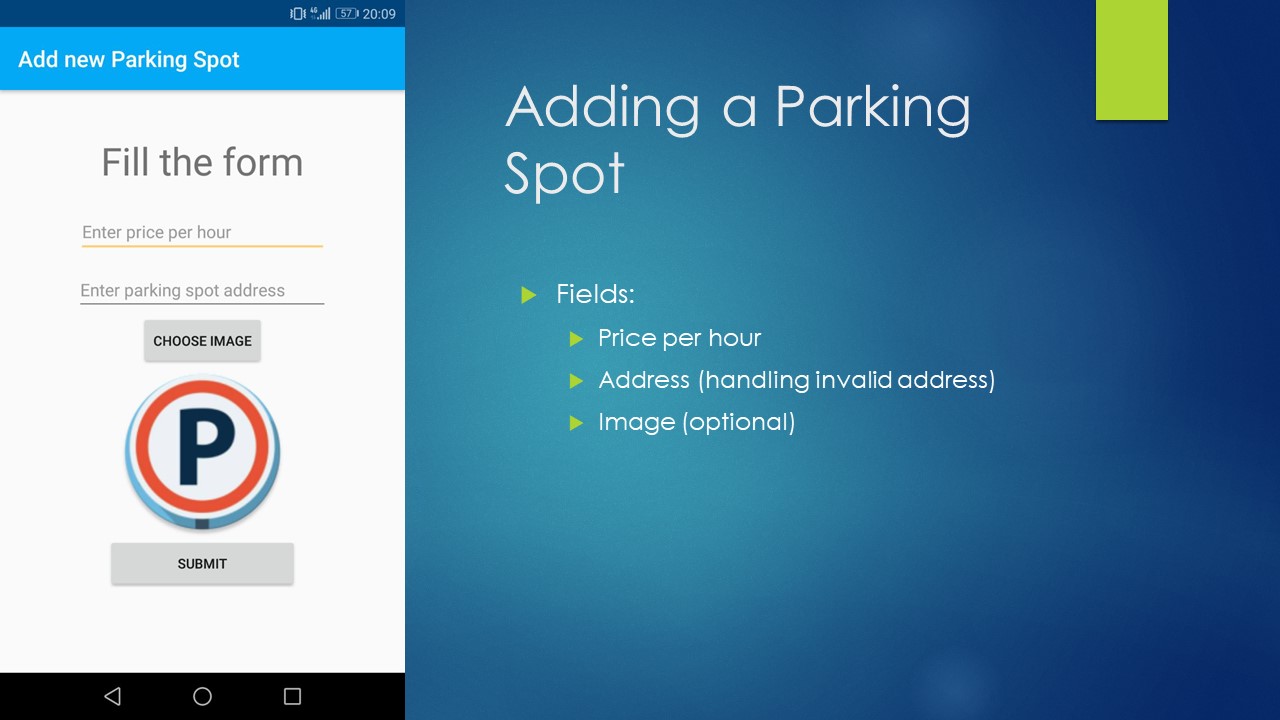 4G 57 20:09
Add new Parking Spot
Fill the form
Enter price per hour
Enter parking spot address
CHOOSE IMAGE
P
SUBMIT
Adding a Parking
Spot
Fields:
Price per hour
Address (handling invalid address)
Image (optional)